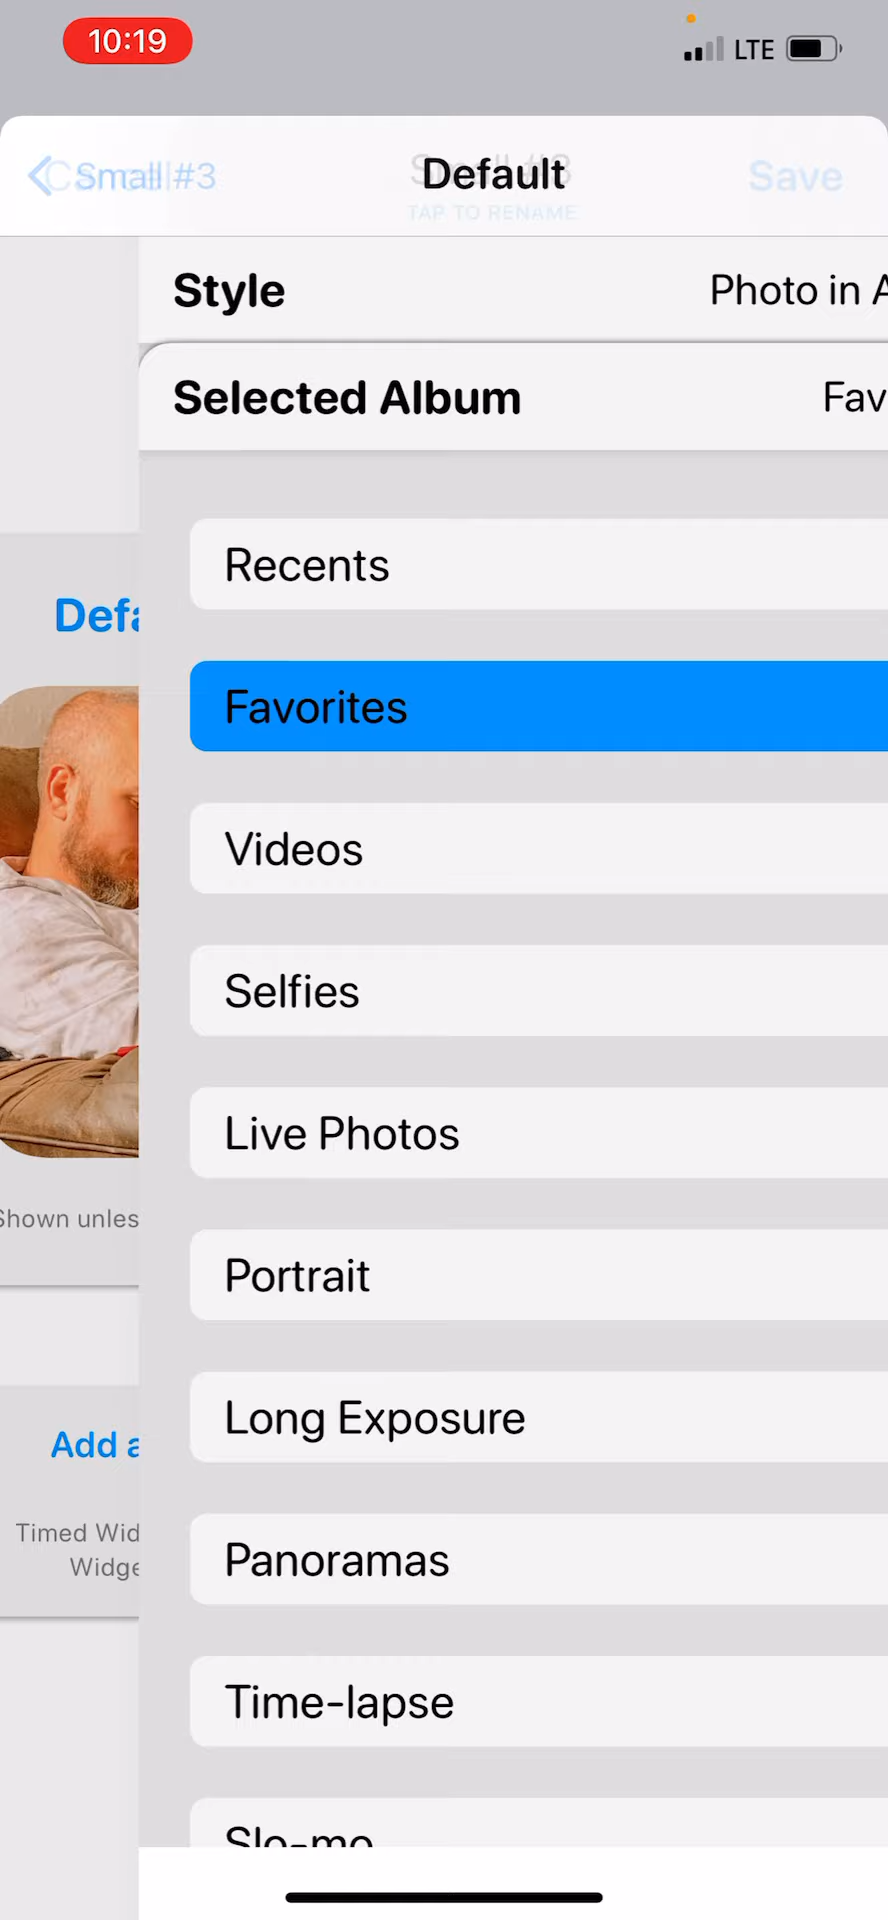 10:19
LTE
Small #3
Default
Save
TAP TO RENAME
Style
Photo in A
Selected Album
Fav
Recents
Defa
Favorites
Videos
Selfies
Live Photos
Shown unles
Portrait
Long Exposure
Add a
Timed Wid
Widge
Panoramas
Time-lapse
Slo-mo